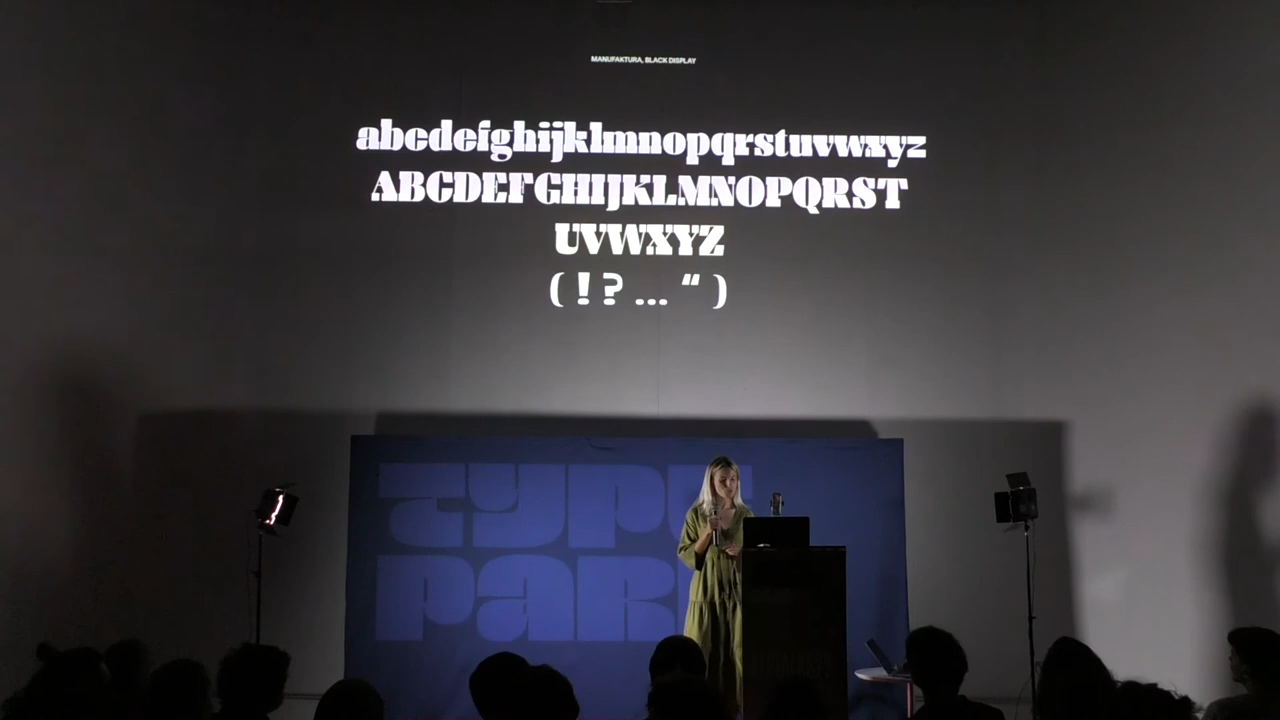 MANUFAKTURA, BLACK DISPLAY
abcdefghijklmnopqrstuvwxyz
ABCDEFGHIJKLMNOPQRST
UVWXYZ
( ! ? ... “ )